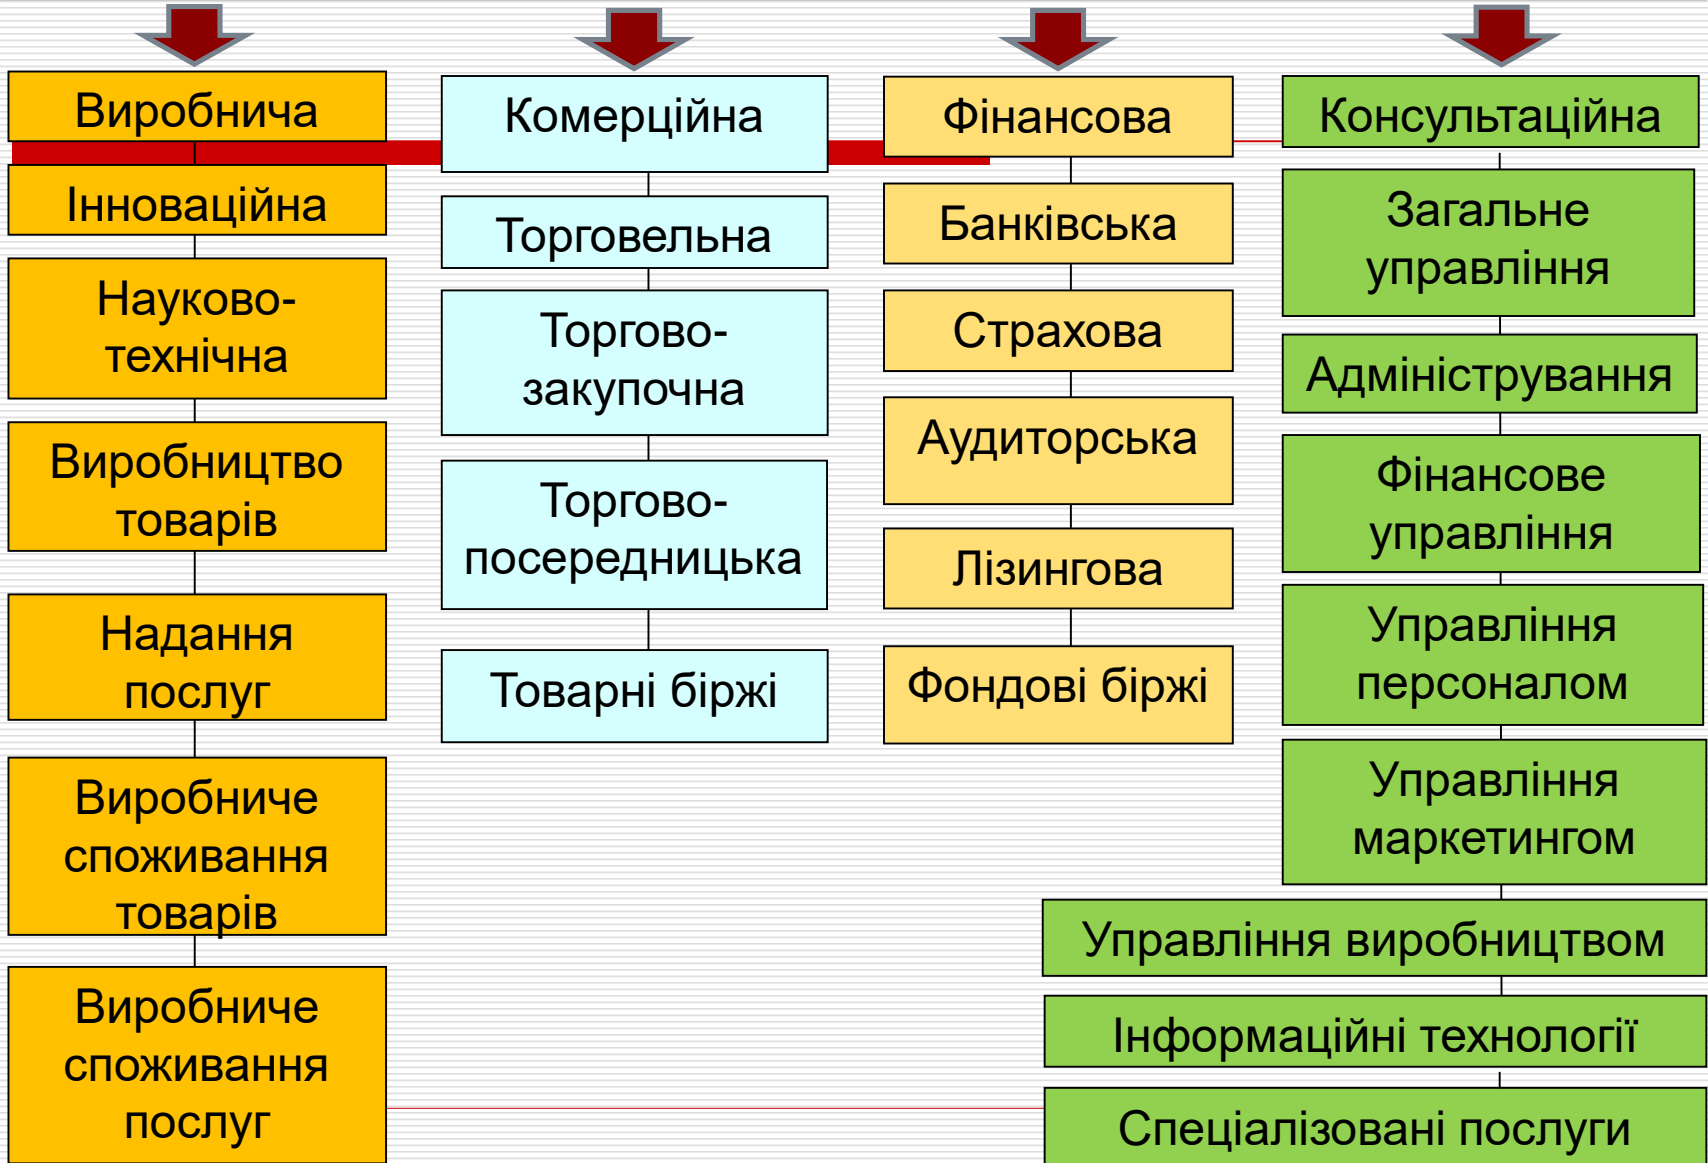 Виробнича
Інноваційна
Науково-
технічна
Виробництво
товарів
Надання
послуг
Виробниче
споживання
товарів
Виробниче
споживання
послуг
Комерційна
Торговельна
Торгово-
закупочна
Торгово-
посередницька
Товарні біржі
Фінансова
Банківська
Страхова
Аудиторська
Лізингова
Фондові біржі
Консультаційна
Загальне
управління
Адміністрування
Фінансове
управління
Управління
персоналом
Управління
маркетингом
Управління виробництвом
Інформаційні технології
Спеціалізовані послуги